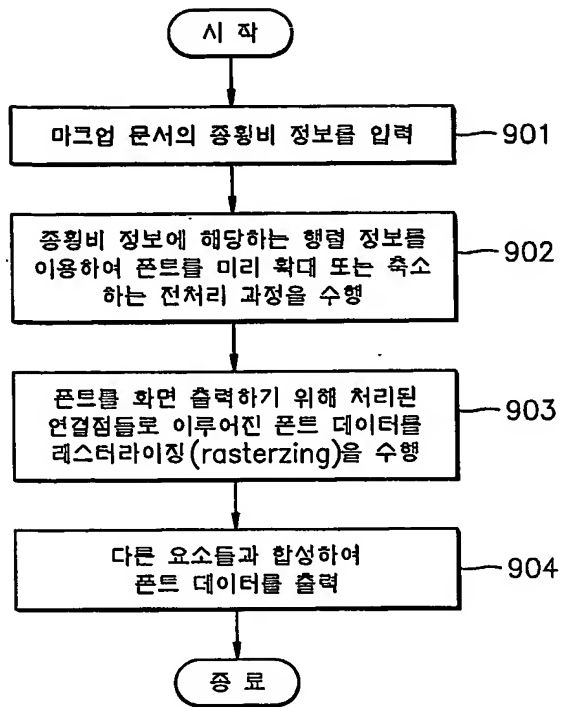 시 작
마크업 문서의 종횡비 정보를 입력
901
종횡비 정보에 해당하는 행렬 정보를
이용하여 폰트를 미리 확대 또는 축소
하는 전처리 과정을 수행
902
폰트를 화면 출력하기 위해 처리된
연결점들로 이루어진 폰트 데이터를
래스터라이징(rasterzing)을 수행
903
다른 요소들과 합성하여
폰트 데이터를 출력
904
종 료